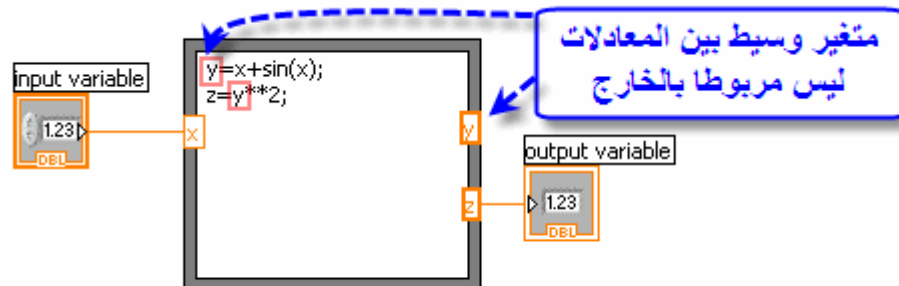 متغير وسيط بين المعادلات
ليس مربوطا بالخارج
input variable
1.23
DBL
y=x+sin(x);
z=y**2;
x
y
z
output variable
1.23
DBL